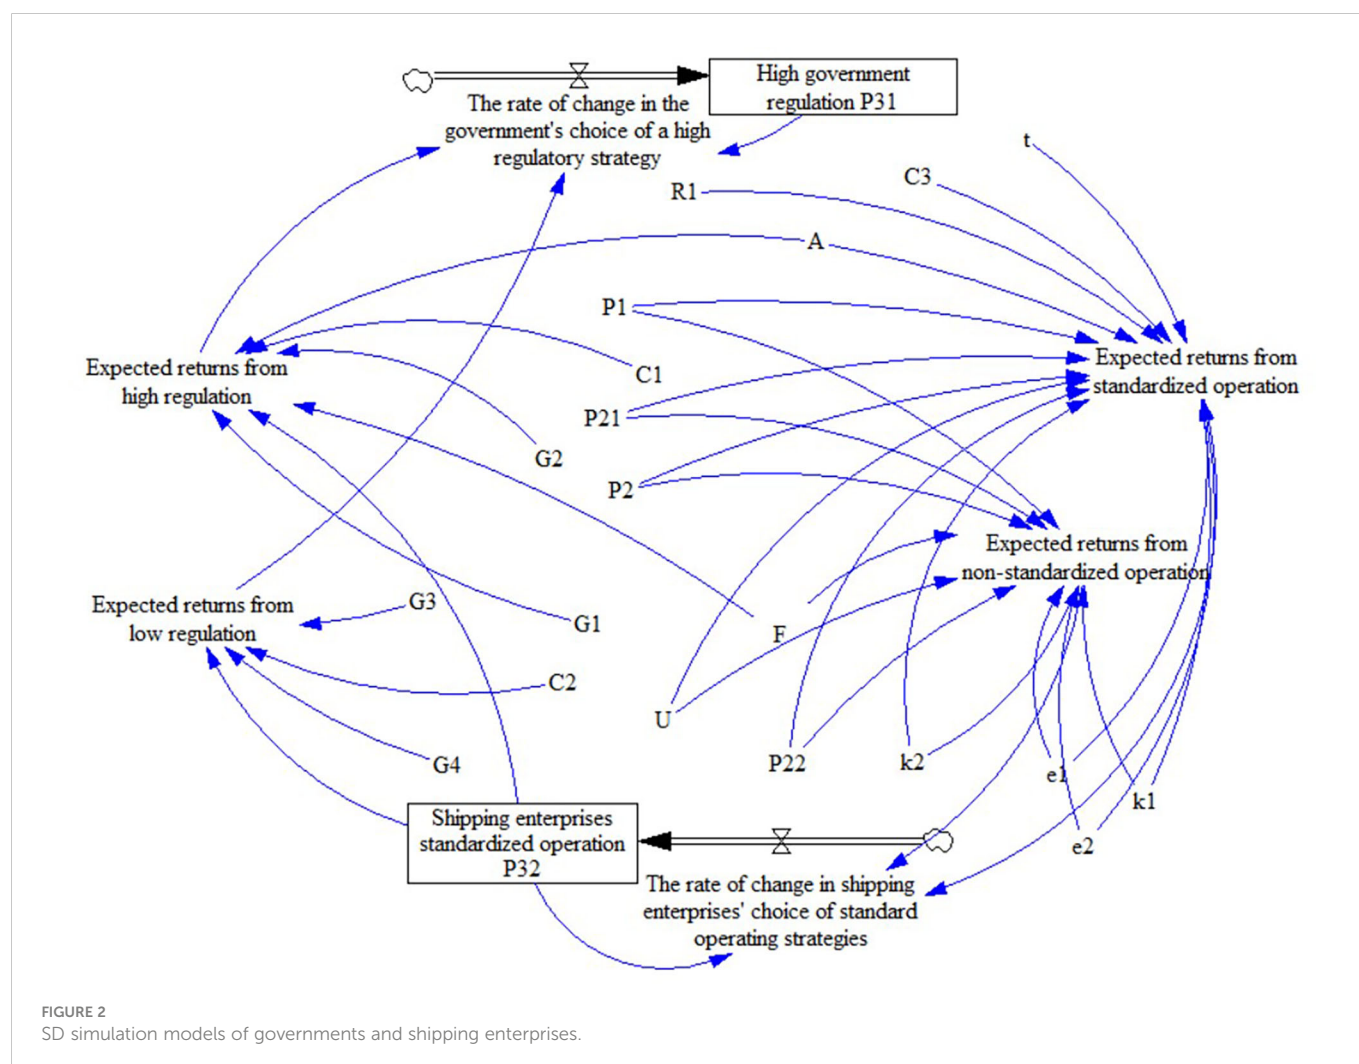 High government
regulation P31
The rate of change in the
government's choice of a high
regulatory strategy
t
C3
R1
A
P1
Expected returns from
high regulation
Expected returns from
standardized operation
C1
P21
G2
P2
Expected returns from
non-standardized operation
Expected returns from
low regulation
G3
G1
F
C2
U
G4
P22
k2
e1
k1
e2
Shipping enterprises
standardized operation
P32
The rate of change in shipping
enterprises' choice of standard
operating strategies
FIGURE 2
SD simulation models of governments and shipping enterprises.